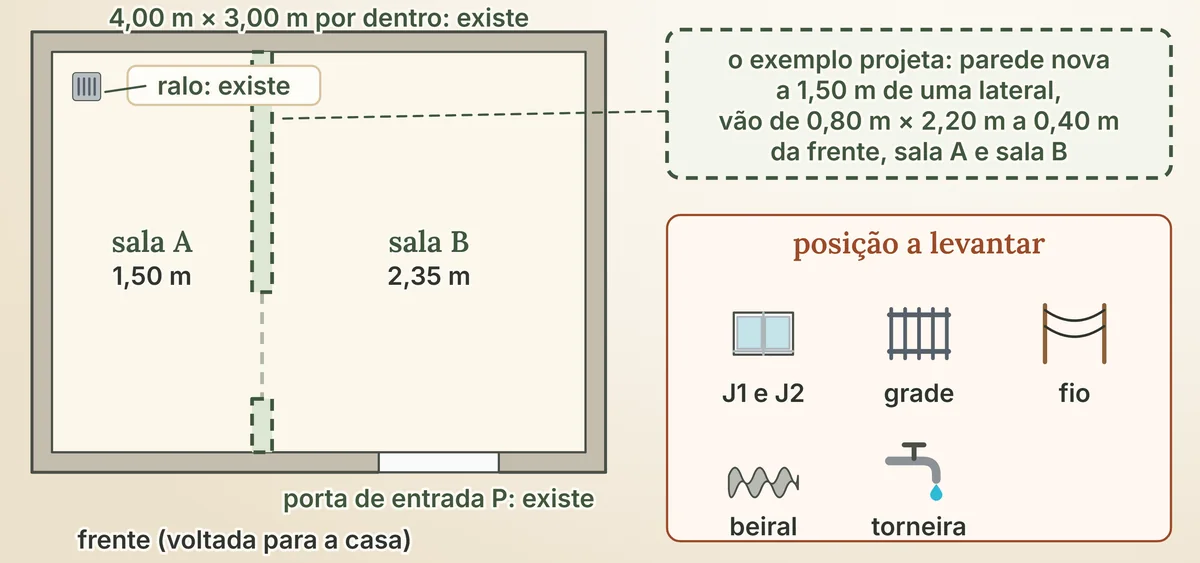 4,00 m × 3,00 m por dentro: existe
ralo: existe
sala A
1,50 m
sala B
2,35 m
porta de entrada P: existe
frente (voltada para a casa)
o exemplo projeta: parede nova
a 1,50 m de uma lateral,
vão de 0,80 m × 2,20 m a 0,40 m
da frente, sala A e sala B
posição a levantar
J1 e J2
grade
fio
beiral
torneira